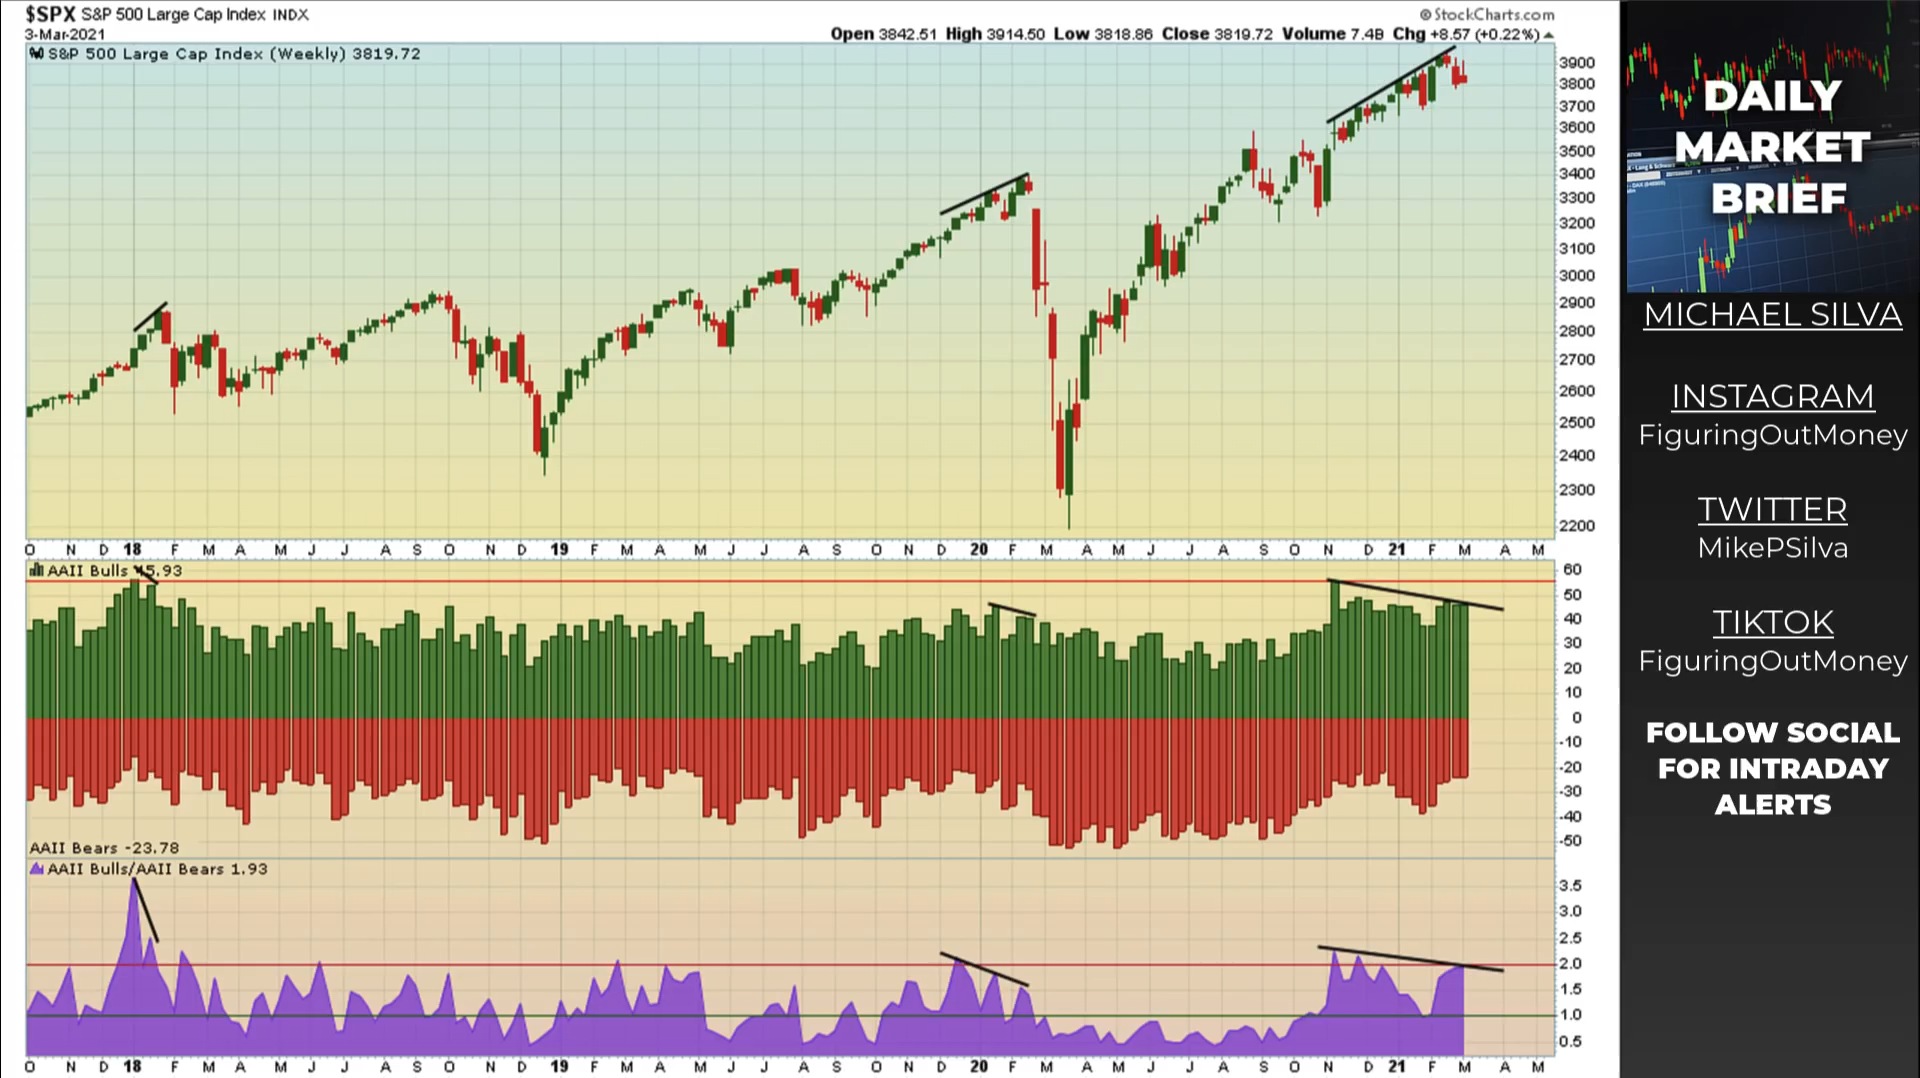 $SPX S&P 500 Large Cap Index INDX
© StockCharts.com
3-Mar-2021
Open 3842.51 High 3914.50 Low 3818.86 Close 3819.72 Volume 7.4B Chg +8.57 (+0.22%)
S&P 500 Large Cap Index (Weekly) 3819.72
3900
3800
3700
3600
3500
3400
3300
3200
3100
3000
2900
2800
2700
2600
2500
2400
2300
2200
O N D 18 F M A M J J A S O N D 19 F M A M J J A S O N D 20 F M A M J J A S O N D 21 F M A M
AAII Bulls 45.93
60
50
40
30
20
10
0
-10
-20
-30
-40
-50
AAII Bears -23.78
AAII Bulls/AAII Bears 1.93
3.5
3.0
2.5
2.0
1.5
1.0
0.5
O N D 18 F M A M J J A S O N D 19 F M A M J J A S O N D 20 F M A M J J A S O N D 21 F M A M
DAILY
MARKET
BRIEF
MICHAEL SILVA
INSTAGRAM
FiguringOutMoney
TWITTER
MikePSilva
TIKTOK
FiguringOutMoney
FOLLOW SOCIAL
FOR INTRADAY
ALERTS